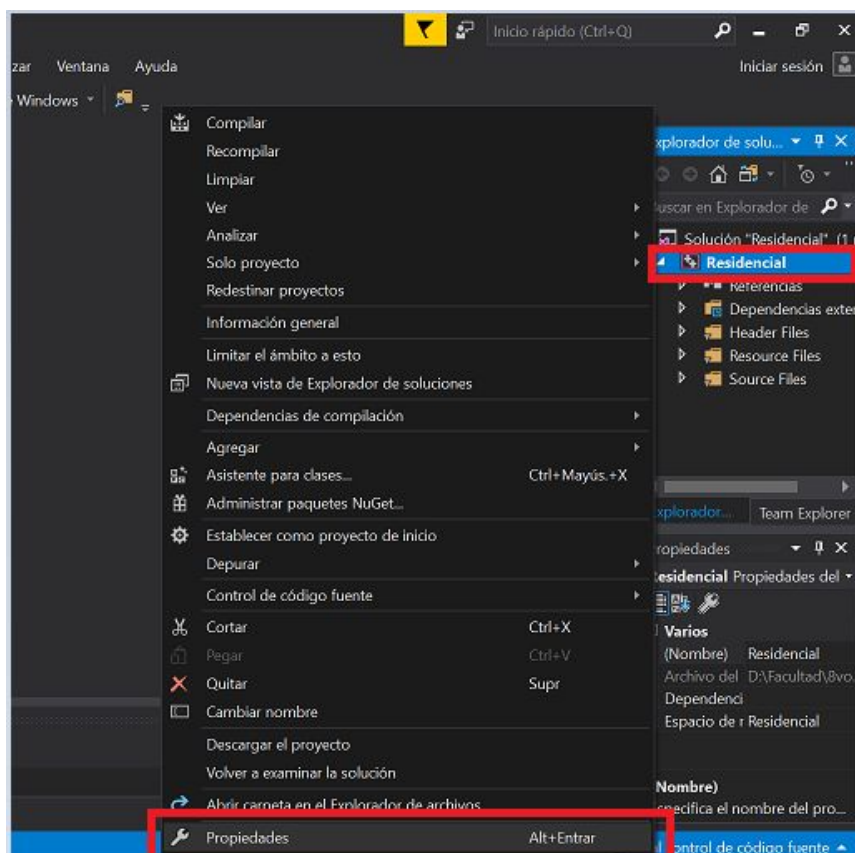 Inicio rápido (Ctrl+Q)
zar Ventana Ayuda
Iniciar sesión
Windows
Compilar
Recompilar
Limpiar
Ver
Analizar
Solo proyecto
Redestinar proyectos
Información general
Limitar el ámbito a esto
Nueva vista de Explorador de soluciones
Dependencias de compilación
Agregar
Asistente para clases... Ctrl+Mayús.+X
Administrar paquetes NuGet...
Establecer como proyecto de inicio
Depurar
Control de código fuente
Cortar Ctrl+X
Pegar Ctrl+V
Quitar Supr
Cambiar nombre
Descargar el proyecto
Volver a examinar la solución
Abrir carpeta en el Explorador de archivos
Propiedades Alt+Entrar
xplorador de solu...
uscar en Explorador de
Solución "Residencial" (1
Residencial
Referencias
Dependencias exter
Header Files
Resource Files
Source Files
xplorador... Team Explorer
ropiedades
esidencial Propiedades del
Varios
(Nombre) Residencial
Archivo del D:\Facultad\8vo.
Dependenci
Espacio de r Residencial
Nombre)
specifica el nombre del pro...
ontrol de código fuente